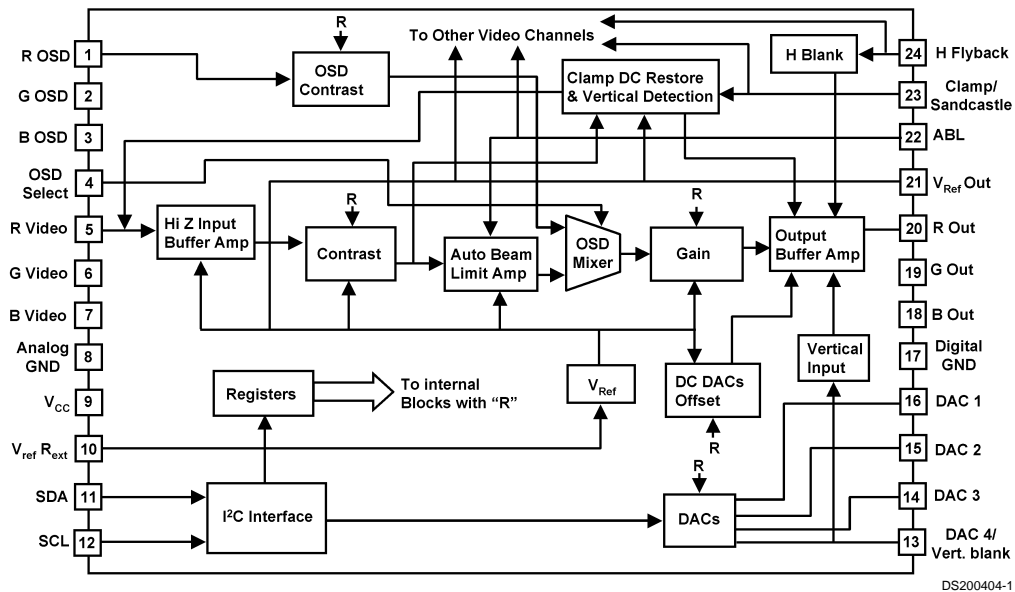 R OSD
1
G OSD
2
B OSD
3
OSD
Select
4
R Video
5
G Video
6
B Video
7
Analog
GND
8
VCC
9
Vref Rext
10
SDA
11
SCL
12
R
OSD
Contrast
To Other Video Channels
Clamp DC Restore
& Vertical Detection
H Blank
Hi Z Input
Buffer Amp
R
Contrast
Auto Beam
Limit Amp
OSD
Mixer
R
Gain
Output
Buffer Amp
Registers
To internal
Blocks with “R”
VRef
DC DACs
Offset
R
Vertical
Input
I²C Interface
R
DACs
24
H Flyback
23
Clamp/
Sandcastle
22
ABL
21
VRef Out
20
R Out
19
G Out
18
B Out
17
Digital
GND
16
DAC 1
15
DAC 2
14
DAC 3
13
DAC 4/
Vert. blank
DS200404-1